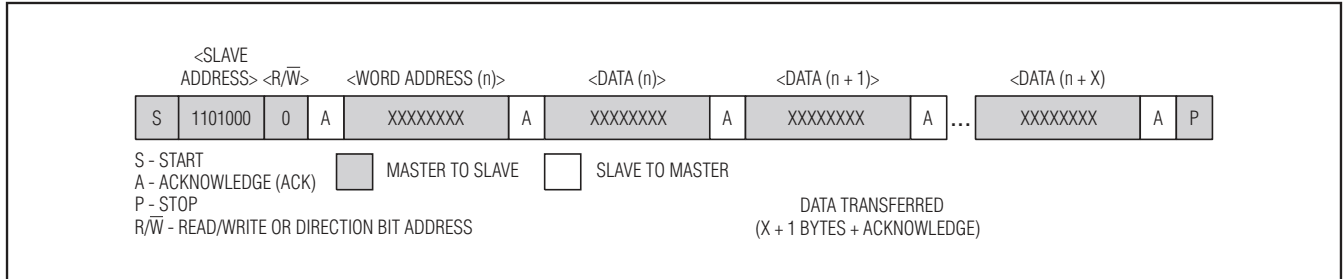 <SLAVE
ADDRESS> <R/W̅> <WORD ADDRESS (n)> <DATA (n)> <DATA (n + 1)> <DATA (n + X)
S 1101000 0 A XXXXXXXX A XXXXXXXX A XXXXXXXX A ... XXXXXXXX A P
S - START
A - ACKNOWLEDGE (ACK) MASTER TO SLAVE SLAVE TO MASTER
P - STOP DATA TRANSFERRED
R/W̅ - READ/WRITE OR DIRECTION BIT ADDRESS (X + 1 BYTES + ACKNOWLEDGE)